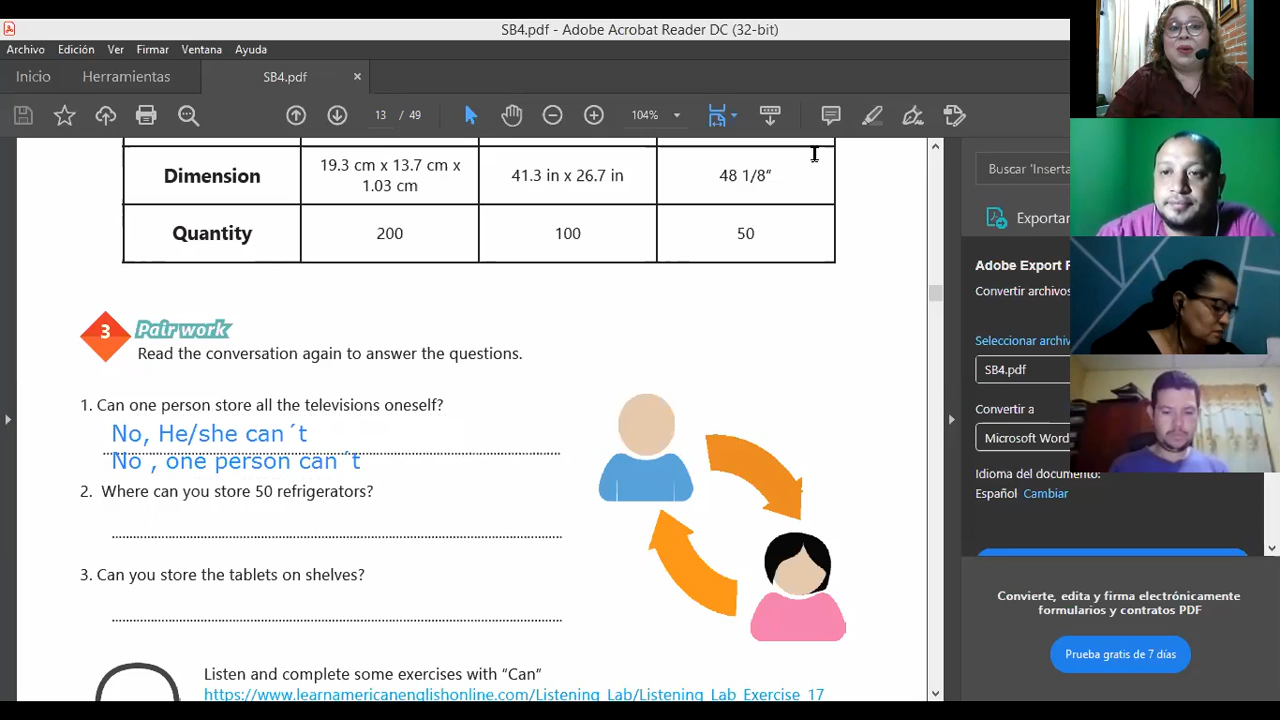 SB4.pdf - Adobe Acrobat Reader DC (32-bit)
Archivo Edición Ver Firmar Ventana Ayuda
Inicio Herramientas SB4.pdf ×
13 / 49 104%
Dimension 19.3 cm x 13.7 cm x 1.03 cm 41.3 in x 26.7 in 48 1/8“
Quantity 200 100 50
3 Pair work
Read the conversation again to answer the questions.
1. Can one person store all the televisions oneself?
No, He/she can´t
No , one person can ´t
2. Where can you store 50 refrigerators?
3. Can you store the tablets on shelves?
Listen and complete some exercises with “Can”
https://www.learnamericanenglishonline.com/Listening_Lab/Listening_Lab_Exercise_17
Buscar 'Inserta
Exportar
Adobe Export P
Convertir archivos
Seleccionar archiv
SB4.pdf
Convertir a
Microsoft Word
Idioma del documento:
Español Cambiar
Convierte, edita y firma electrónicamente
formularios y contratos PDF
Prueba gratis de 7 días